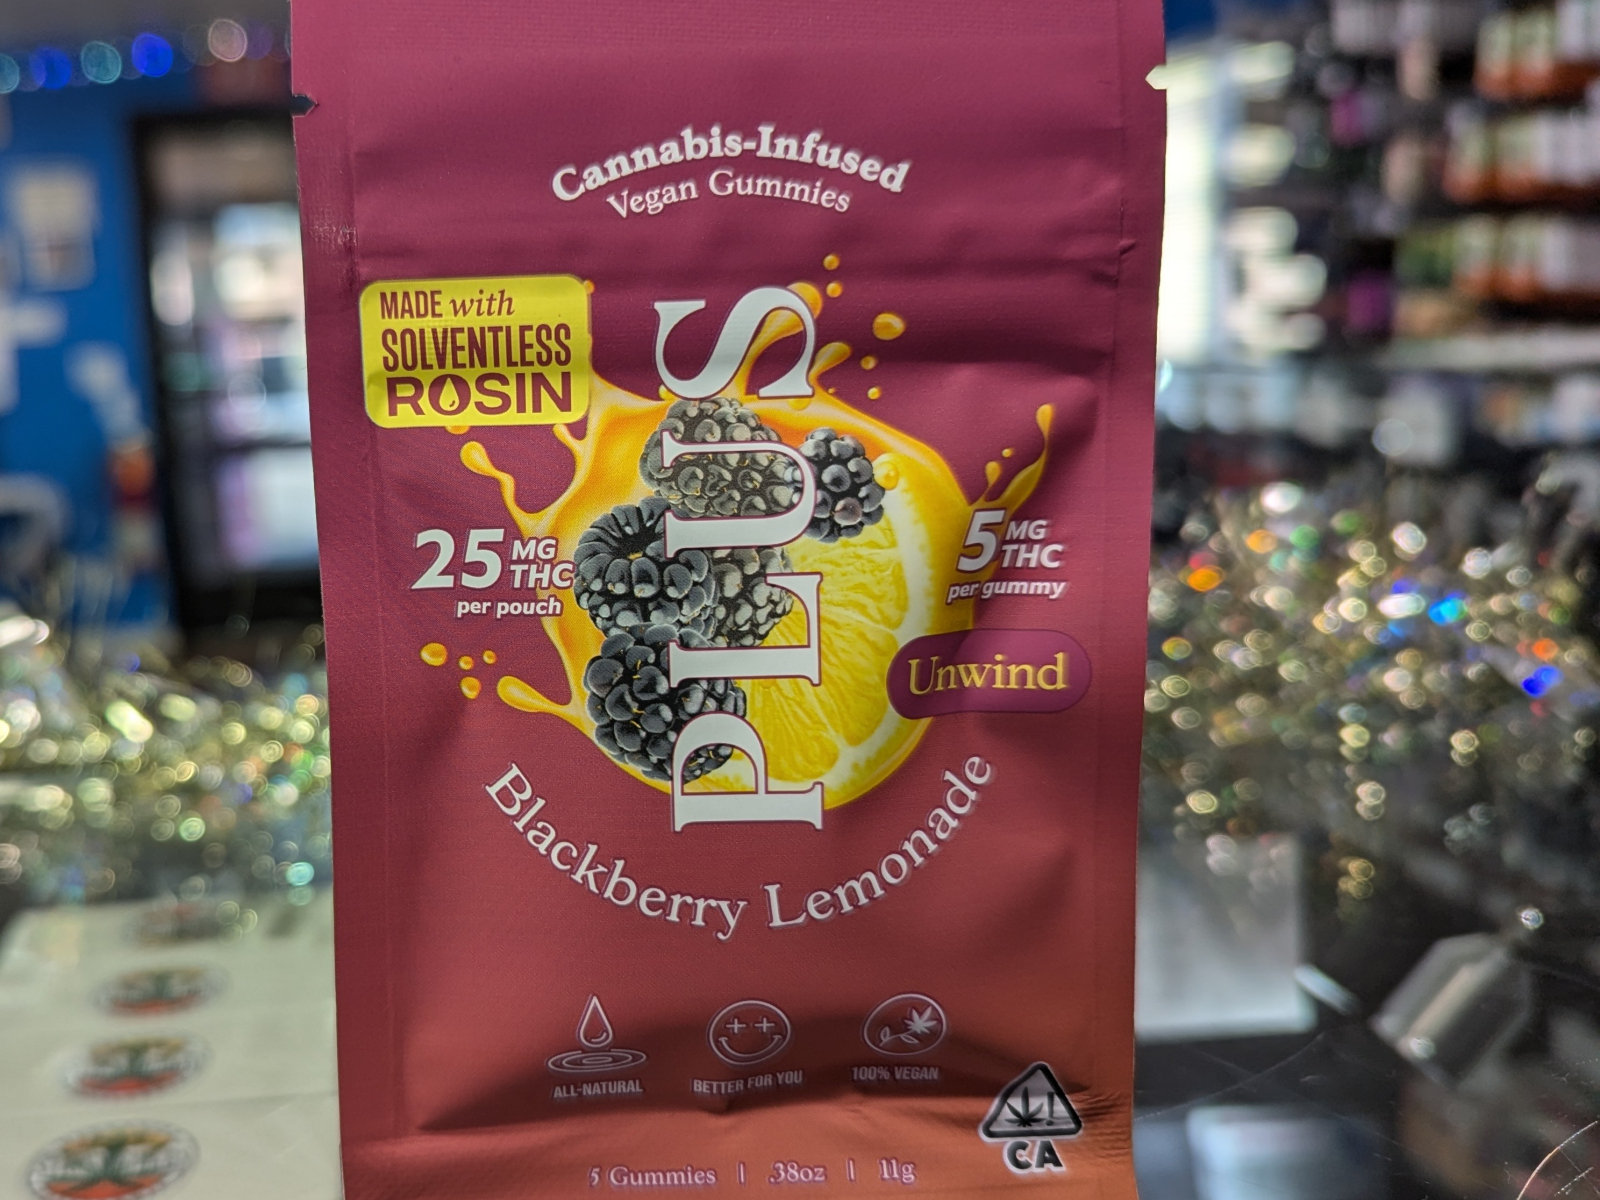 Cannabis-Infused
Vegan Gummies
MADE with
SOLVENTLESS
ROSIN
PLUS
25 MG
THC
per pouch
5 MG
THC
per gummy
Unwind
Blackberry Lemonade
ALL-NATURAL
BETTER FOR YOU
100% VEGAN
!
CA
5 Gummies | .38oz | 11g